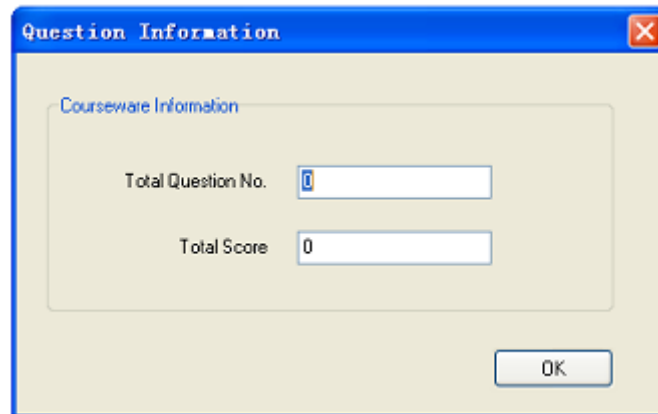 Question Information
Courseware Information
Total Question No. 0
Total Score 0
OK